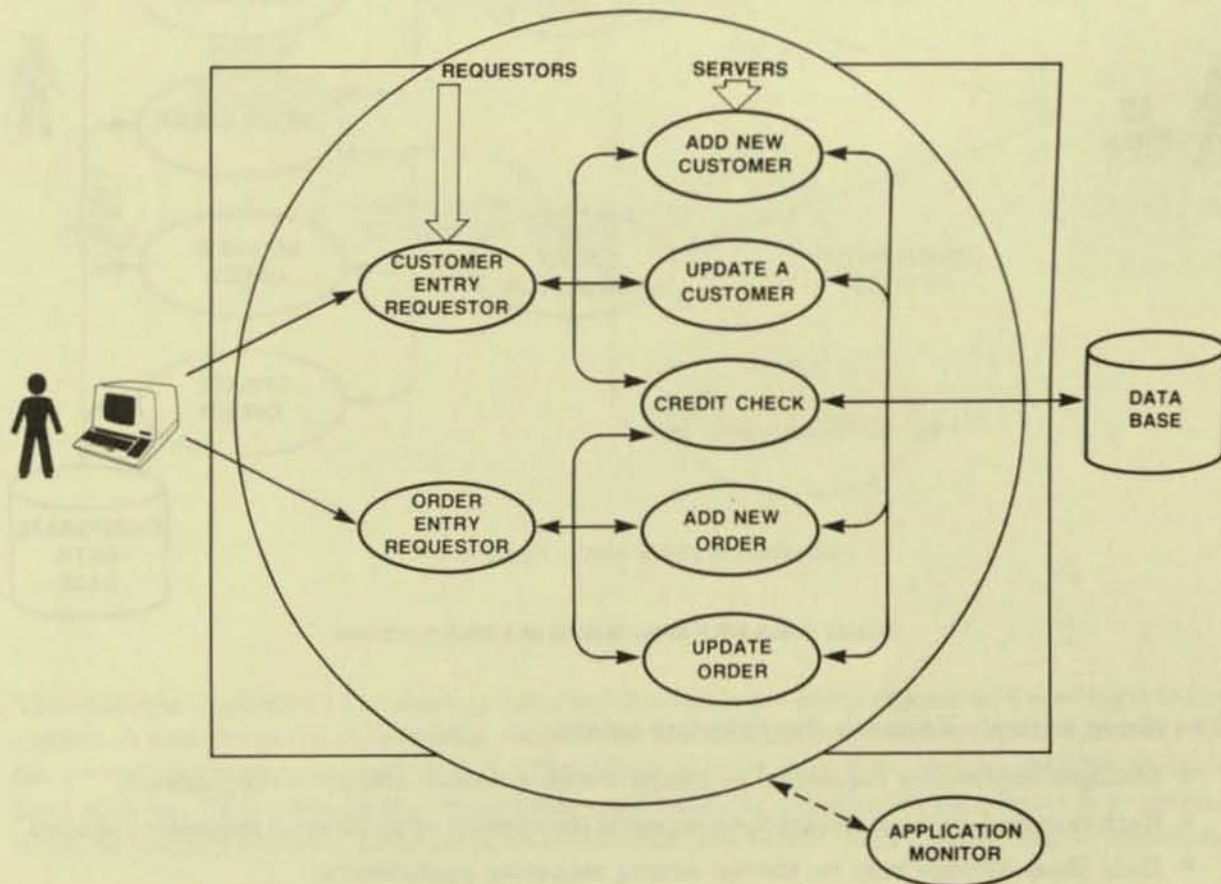 REQUESTORS
SERVERS
ADD NEW
CUSTOMER
CUSTOMER
ENTRY
REQUESTOR
UPDATE A
CUSTOMER
CREDIT CHECK
DATA
BASE
ORDER
ENTRY
REQUESTOR
ADD NEW
ORDER
UPDATE
ORDER
APPLICATION
MONITOR